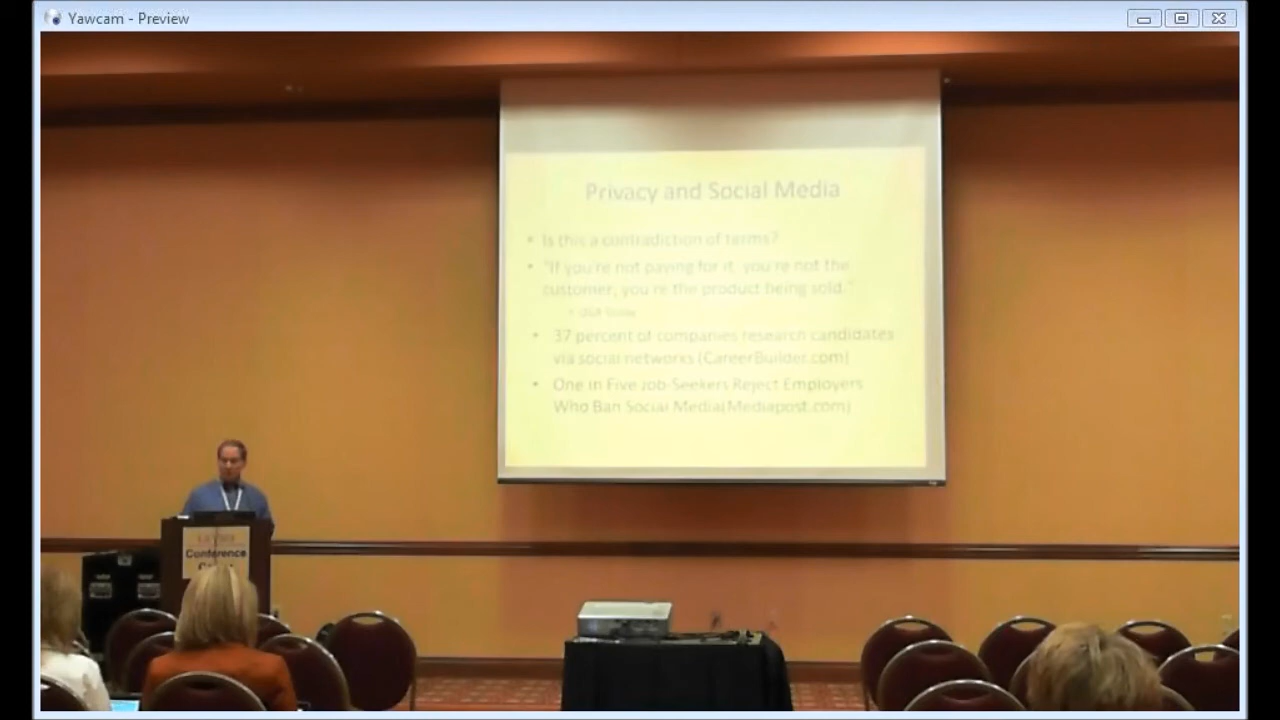 Yawcam - Preview
Privacy and Social Media
• Is this a contradiction of terms?
• "If you're not paying for it, you're not the
customer, you're the product being sold."
• 37 percent of companies research candidates
via social networks (CareerBuilder.com)
• One in Five Job-Seekers Reject Employers
Who Ban Social Media(Mediapost.com)
Conference